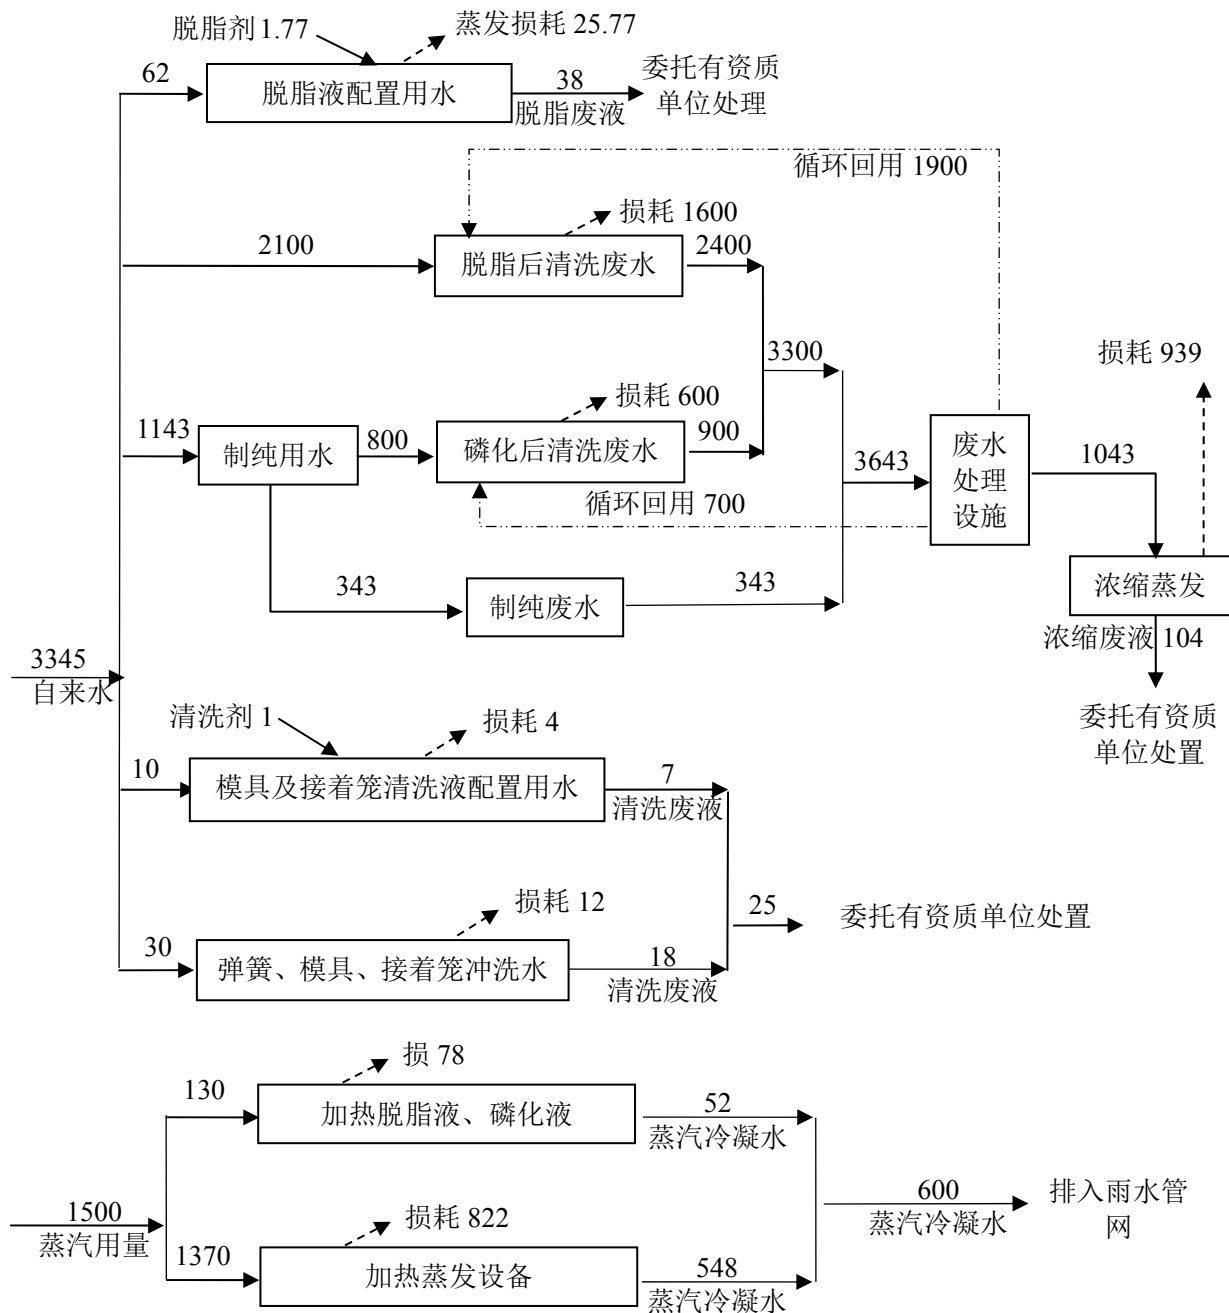 脱脂剂 1.77
蒸发损耗 25.77
62
脱脂液配置用水
38
脱脂废液
委托有资质
单位处理
循环回用 1900
损耗 1600
2100
脱脂后清洗废水
2400
3300
损耗 939
损耗 600
1143
制纯用水
800
磷化后清洗废水
900
循环回用 700
3643
废水
处理
设施
1043
343
制纯废水
343
浓缩蒸发
浓缩废液 104
委托有资质
单位处置
3345
自来水
清洗剂 1
损耗 4
10
模具及接着笼清洗液配置用水
7
清洗废液
损耗 12
25
委托有资质单位处置
30
弹簧、模具、接着笼冲洗水
18
清洗废液
损 78
130
加热脱脂液、磷化液
52
蒸汽冷凝水
1500
蒸汽用量
600
蒸汽冷凝水
排入雨水管
网
损耗 822
1370
加热蒸发设备
548
蒸汽冷凝水